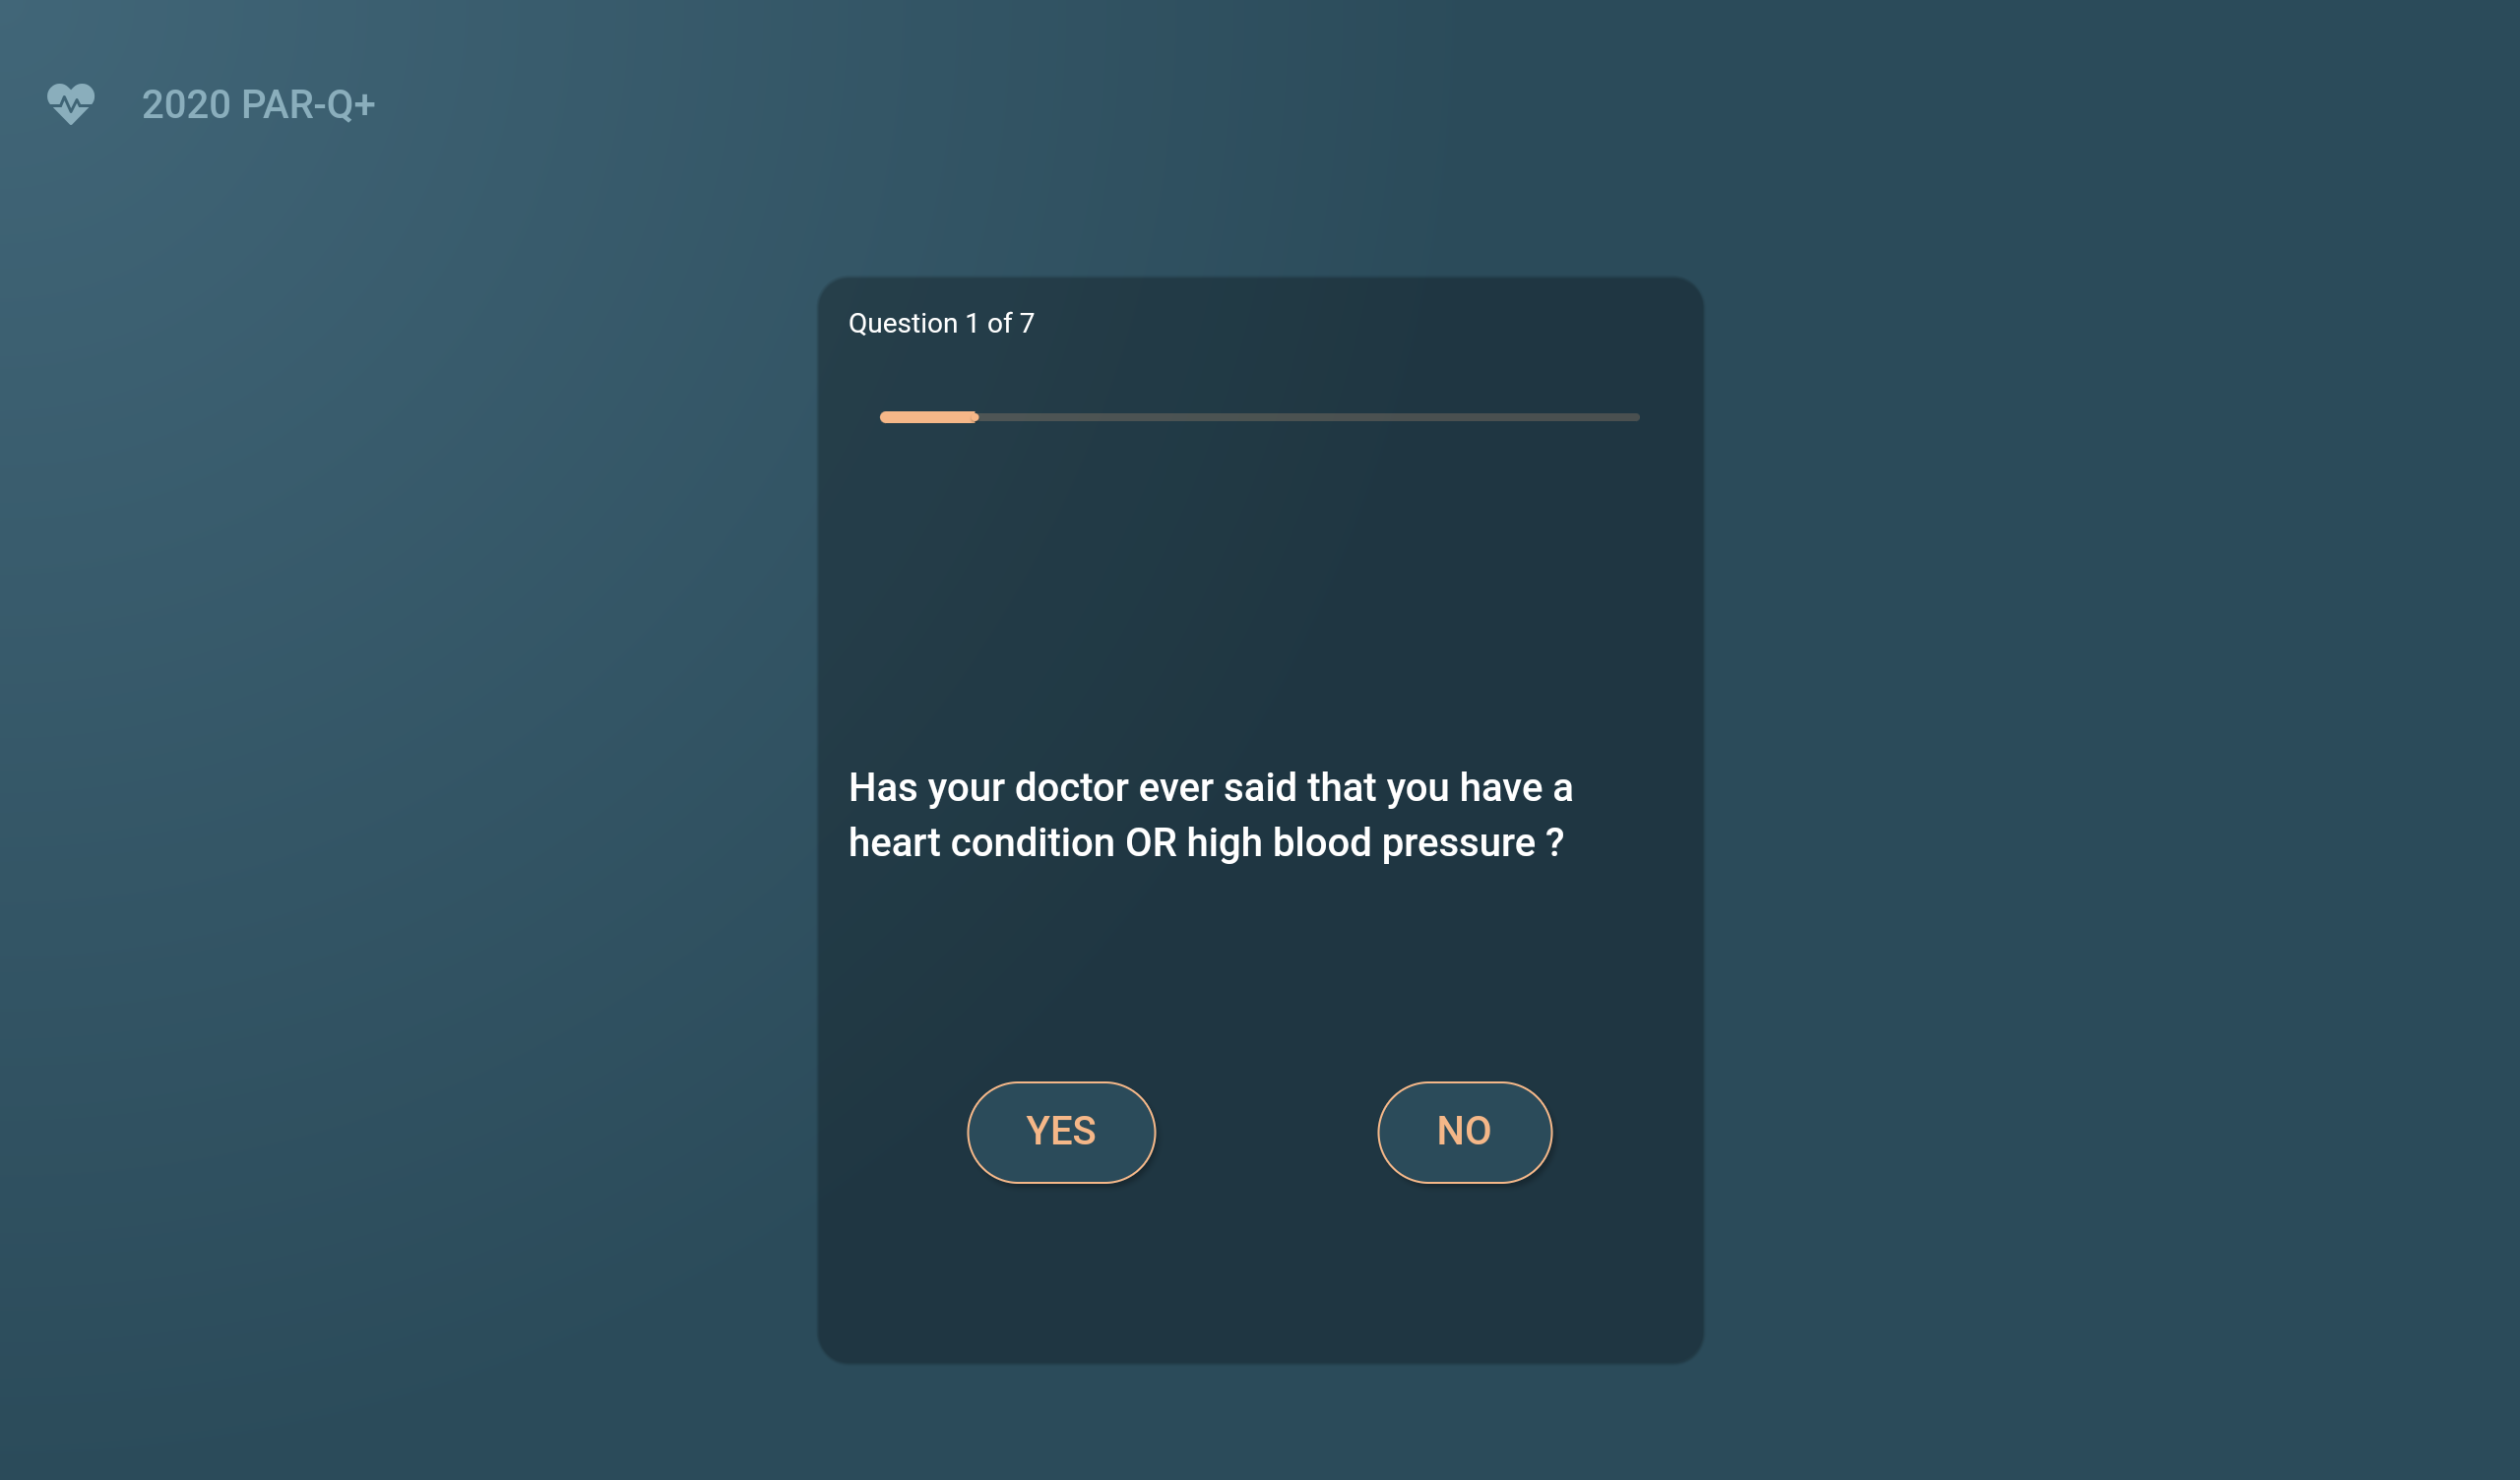 2020 PAR-Q+
Question 1 of 7
Has your doctor ever said that you have a
heart condition OR high blood pressure ?
YES
NO